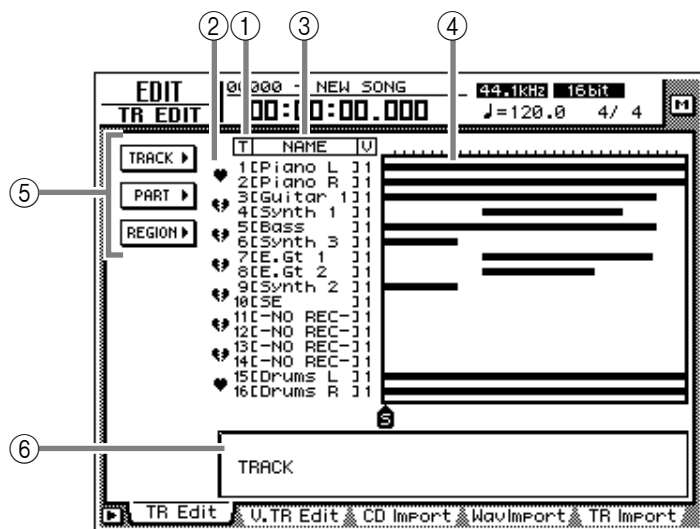 ② ① ③ ④
EDIT 00000 - NEW SONG 44.1kHz 16bit
TR EDIT 00:00:00.000 ♩=120.0 4/ 4 M
⑤ T NAME V
TRACK
PART
REGION
1[Piano L ]1
2[Piano R ]1
3[Guitar 1]1
4[Synth 1 ]1
5[Bass ]1
6[Synth 3 ]1
7[E.Gt 1 ]1
8[E.Gt 2 ]1
9[Synth 2 ]1
10[SE ]1
11[-NO REC-]1
12[-NO REC-]1
13[-NO REC-]1
14[-NO REC-]1
15[Drums L ]1
16[Drums R ]1
S
⑥ TRACK
TR Edit V.TR Edit CD Import WavImport TR Import